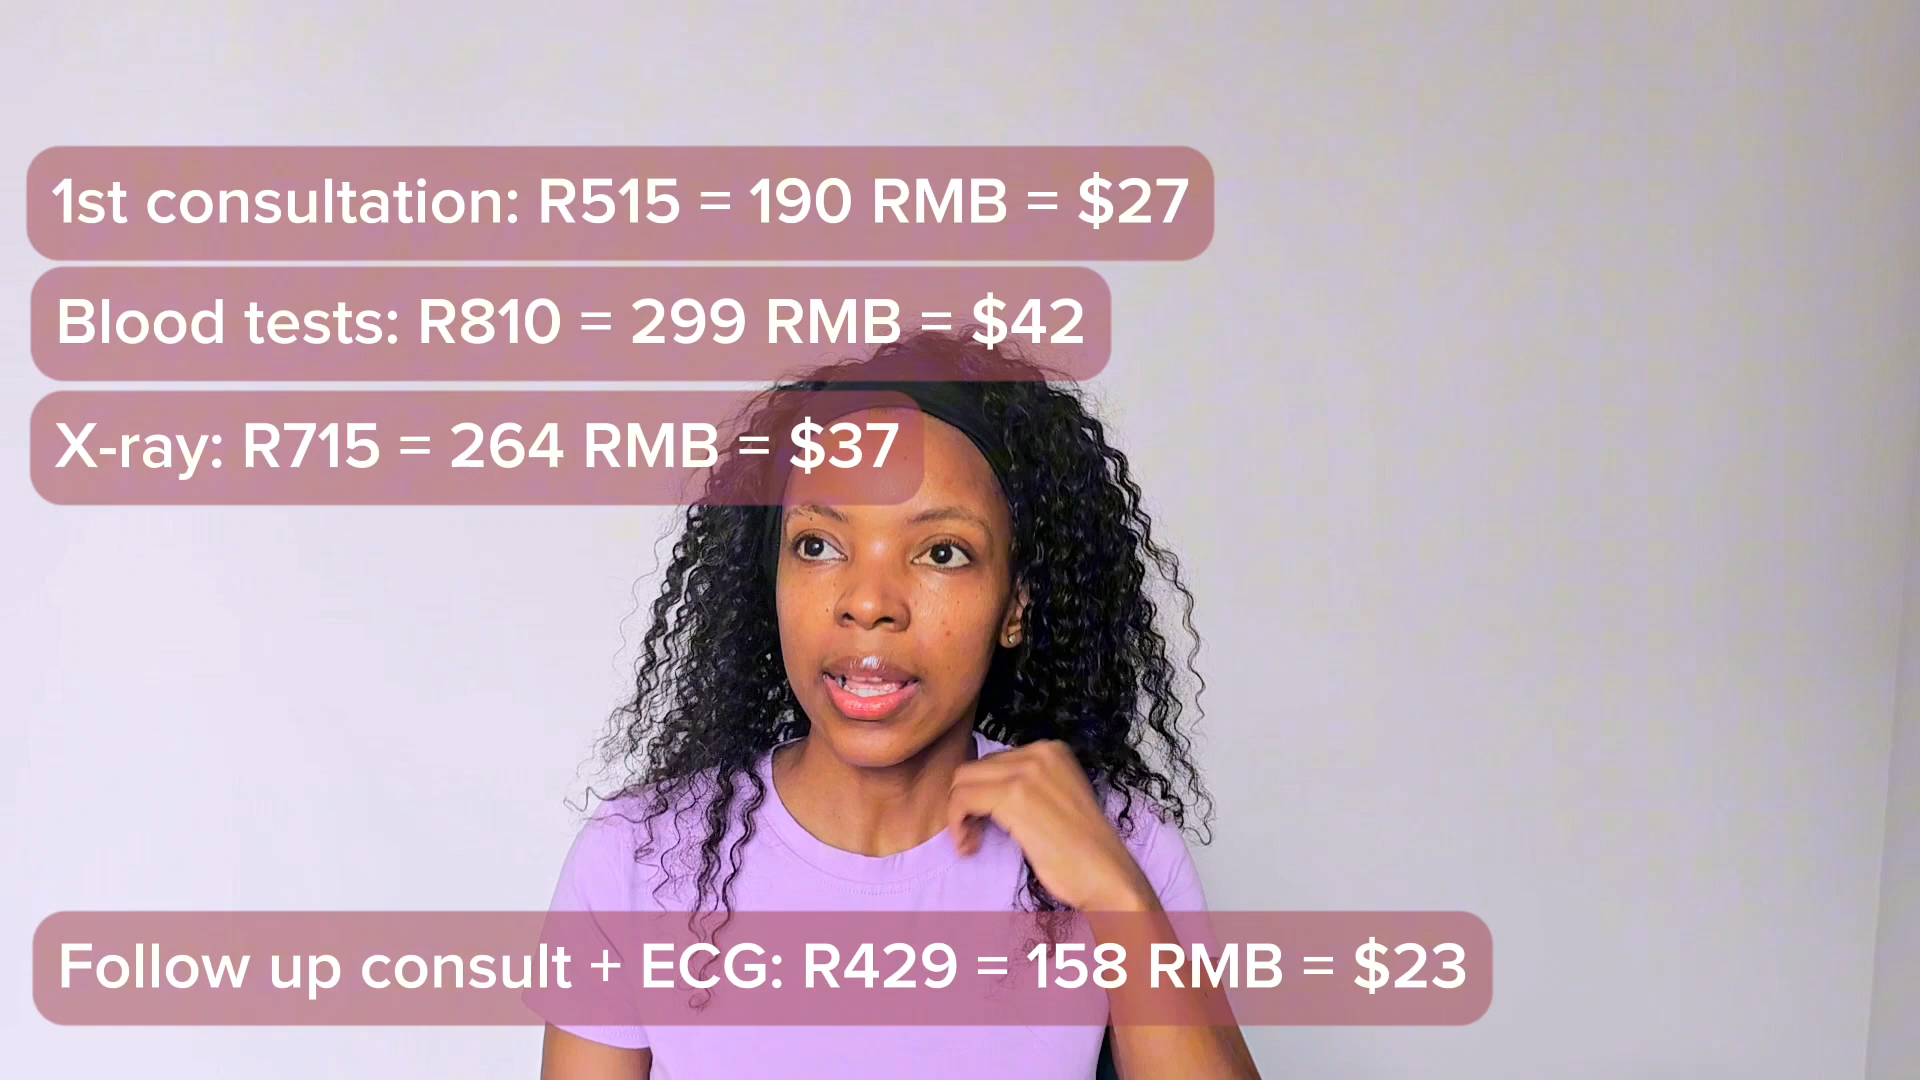 1st consultation: R515 = 190 RMB = $27
Blood tests: R810 = 299 RMB = $42
X-ray: R715 = 264 RMB = $37
Follow up consult + ECG: R429 = 158 RMB = $23